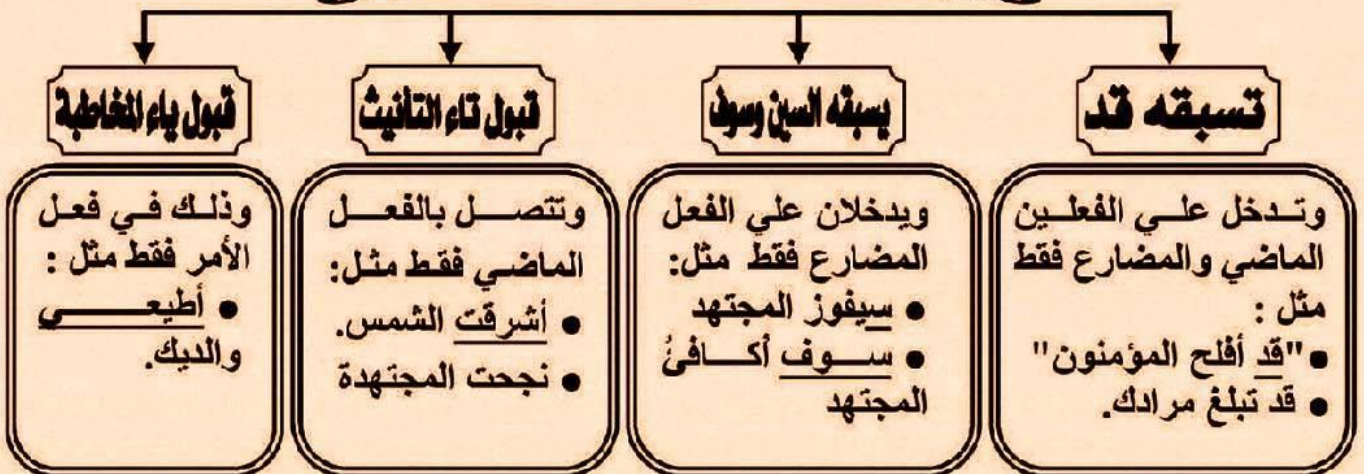 تسبقه قد
وتدخل علي الفعلين
الماضي والمضارع فقط
مثل :
● "قد أفلح المؤمنون"
● قد تبلغ مرادك.
يسبقه السين وسوف
ويدخلان علي الفعل
المضارع فقط مثل:
● سيفوز المجتهد
● سوف أكافئُ
المجتهد
قبول تاء التأنيث
وتتصل بالفعل
الماضي فقط مثل:
● أشرقت الشمس.
● نجحت المجتهدة
قبول ياء المخاطبة
وذلك في فعل
الأمر فقط مثل :
● أطيعي
والديك.